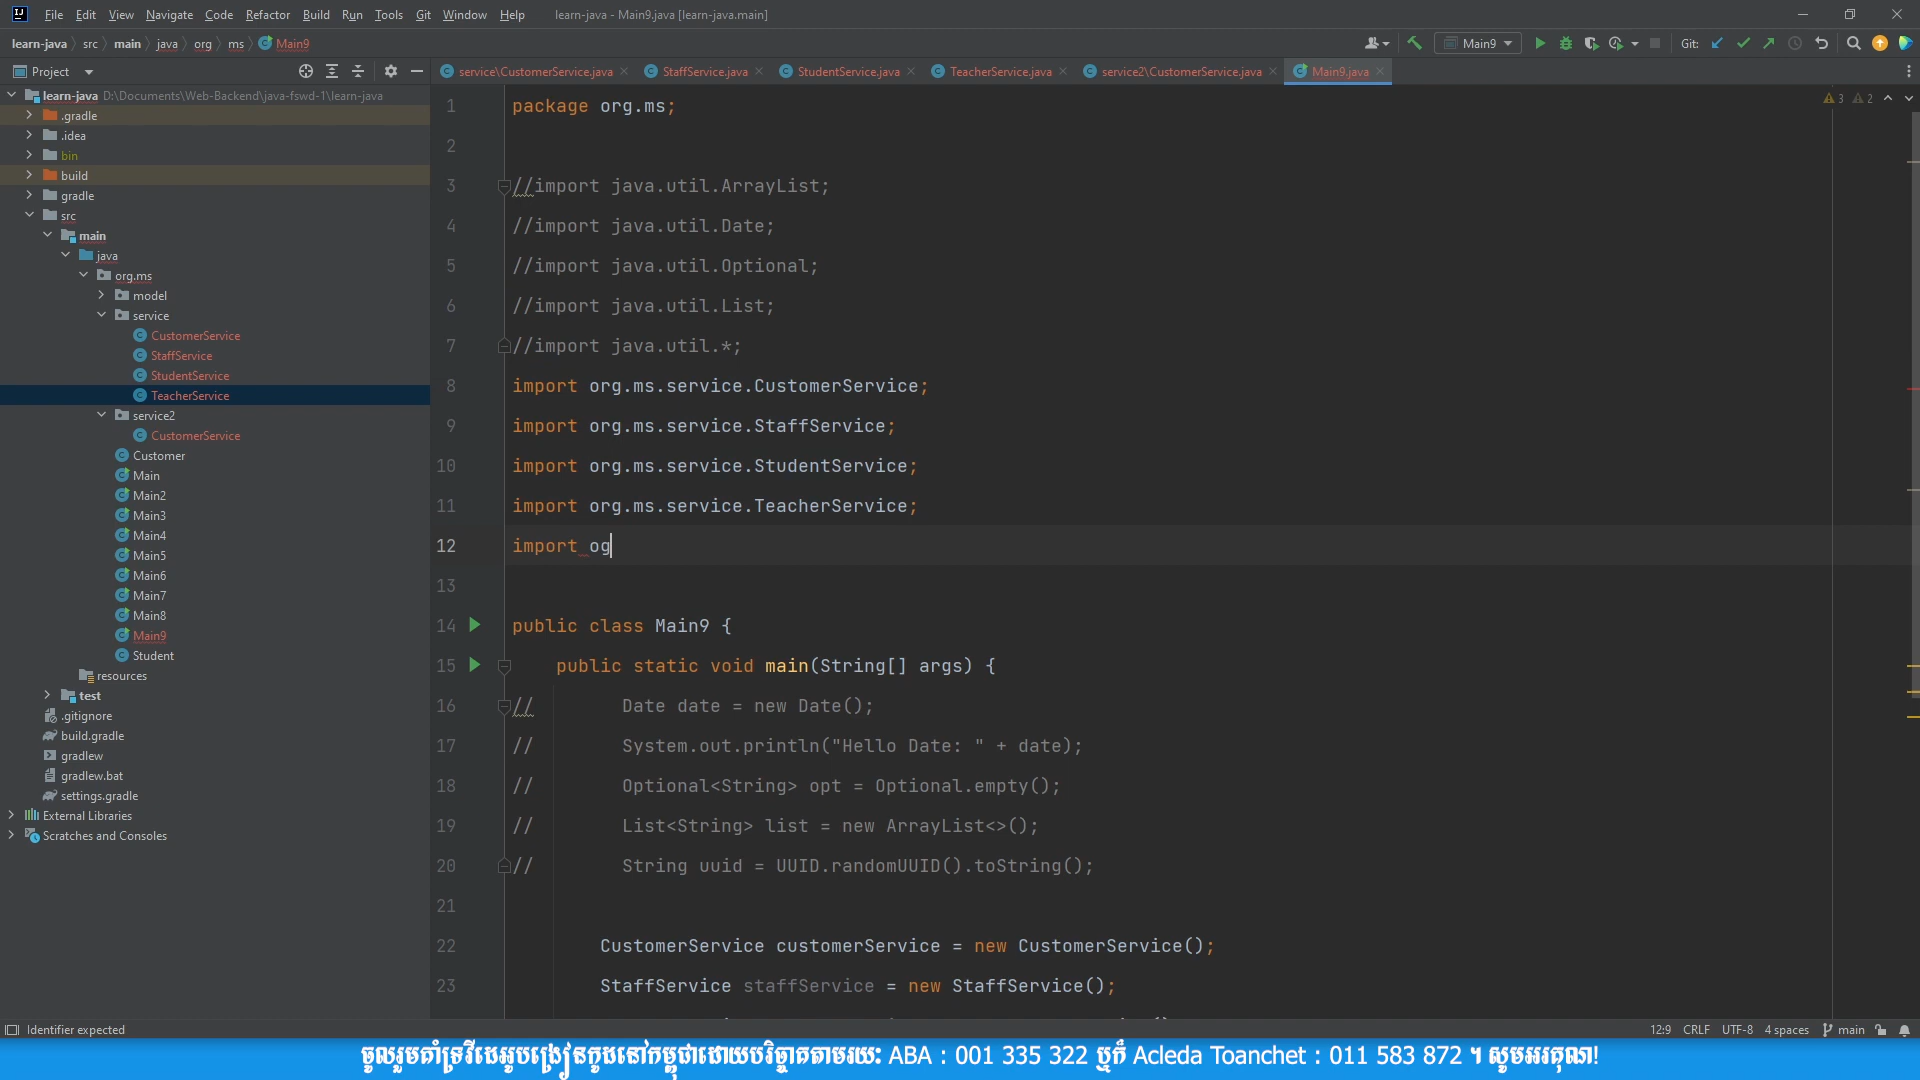 File Edit View Navigate Code Refactor Build Run Tools Git Window Help learn-java - Main9.java [learn-java.main]
learn-java src main java org ms Main9 Main9 Git:
Project
service\CustomerService.java StaffService.java StudentService.java TeacherService.java service2\CustomerService.java Main9.java
learn-java D:\Documents\Web-Backend\java-fswd-1\learn-java
.gradle
.idea
bin
build
gradle
src
main
java
org.ms
model
service
CustomerService
StaffService
StudentService
TeacherService
service2
CustomerService
Customer
Main
Main2
Main3
Main4
Main5
Main6
Main7
Main8
Main9
Student
resources
test
.gitignore
build.gradle
gradlew
gradlew.bat
settings.gradle
External Libraries
Scratches and Consoles
3 2
1 package org.ms;
2
3 //import java.util.ArrayList;
4 //import java.util.Date;
5 //import java.util.Optional;
6 //import java.util.List;
7 //import java.util.*;
8 import org.ms.service.CustomerService;
9 import org.ms.service.StaffService;
10 import org.ms.service.StudentService;
11 import org.ms.service.TeacherService;
12 import og
13
14 public class Main9 {
15 public static void main(String[] args) {
16 // Date date = new Date();
17 // System.out.println("Hello Date: " + date);
18 // Optional<String> opt = Optional.empty();
19 // List<String> list = new ArrayList<>();
20 // String uuid = UUID.randomUUID().toString();
21
22 CustomerService customerService = new CustomerService();
23 StaffService staffService = new StaffService();
Identifier expected 12:9 CRLF UTF-8 4 spaces main
ចូលរួមគាំទ្រវីដេអូបង្រៀនកូដនៅកម្ពុជាដោយបរិច្ចាគតាមរយៈ ABA : 001 335 322 ឬក៏ Acleda Toanchet : 011 583 872 ។ សូមអរគុណ!